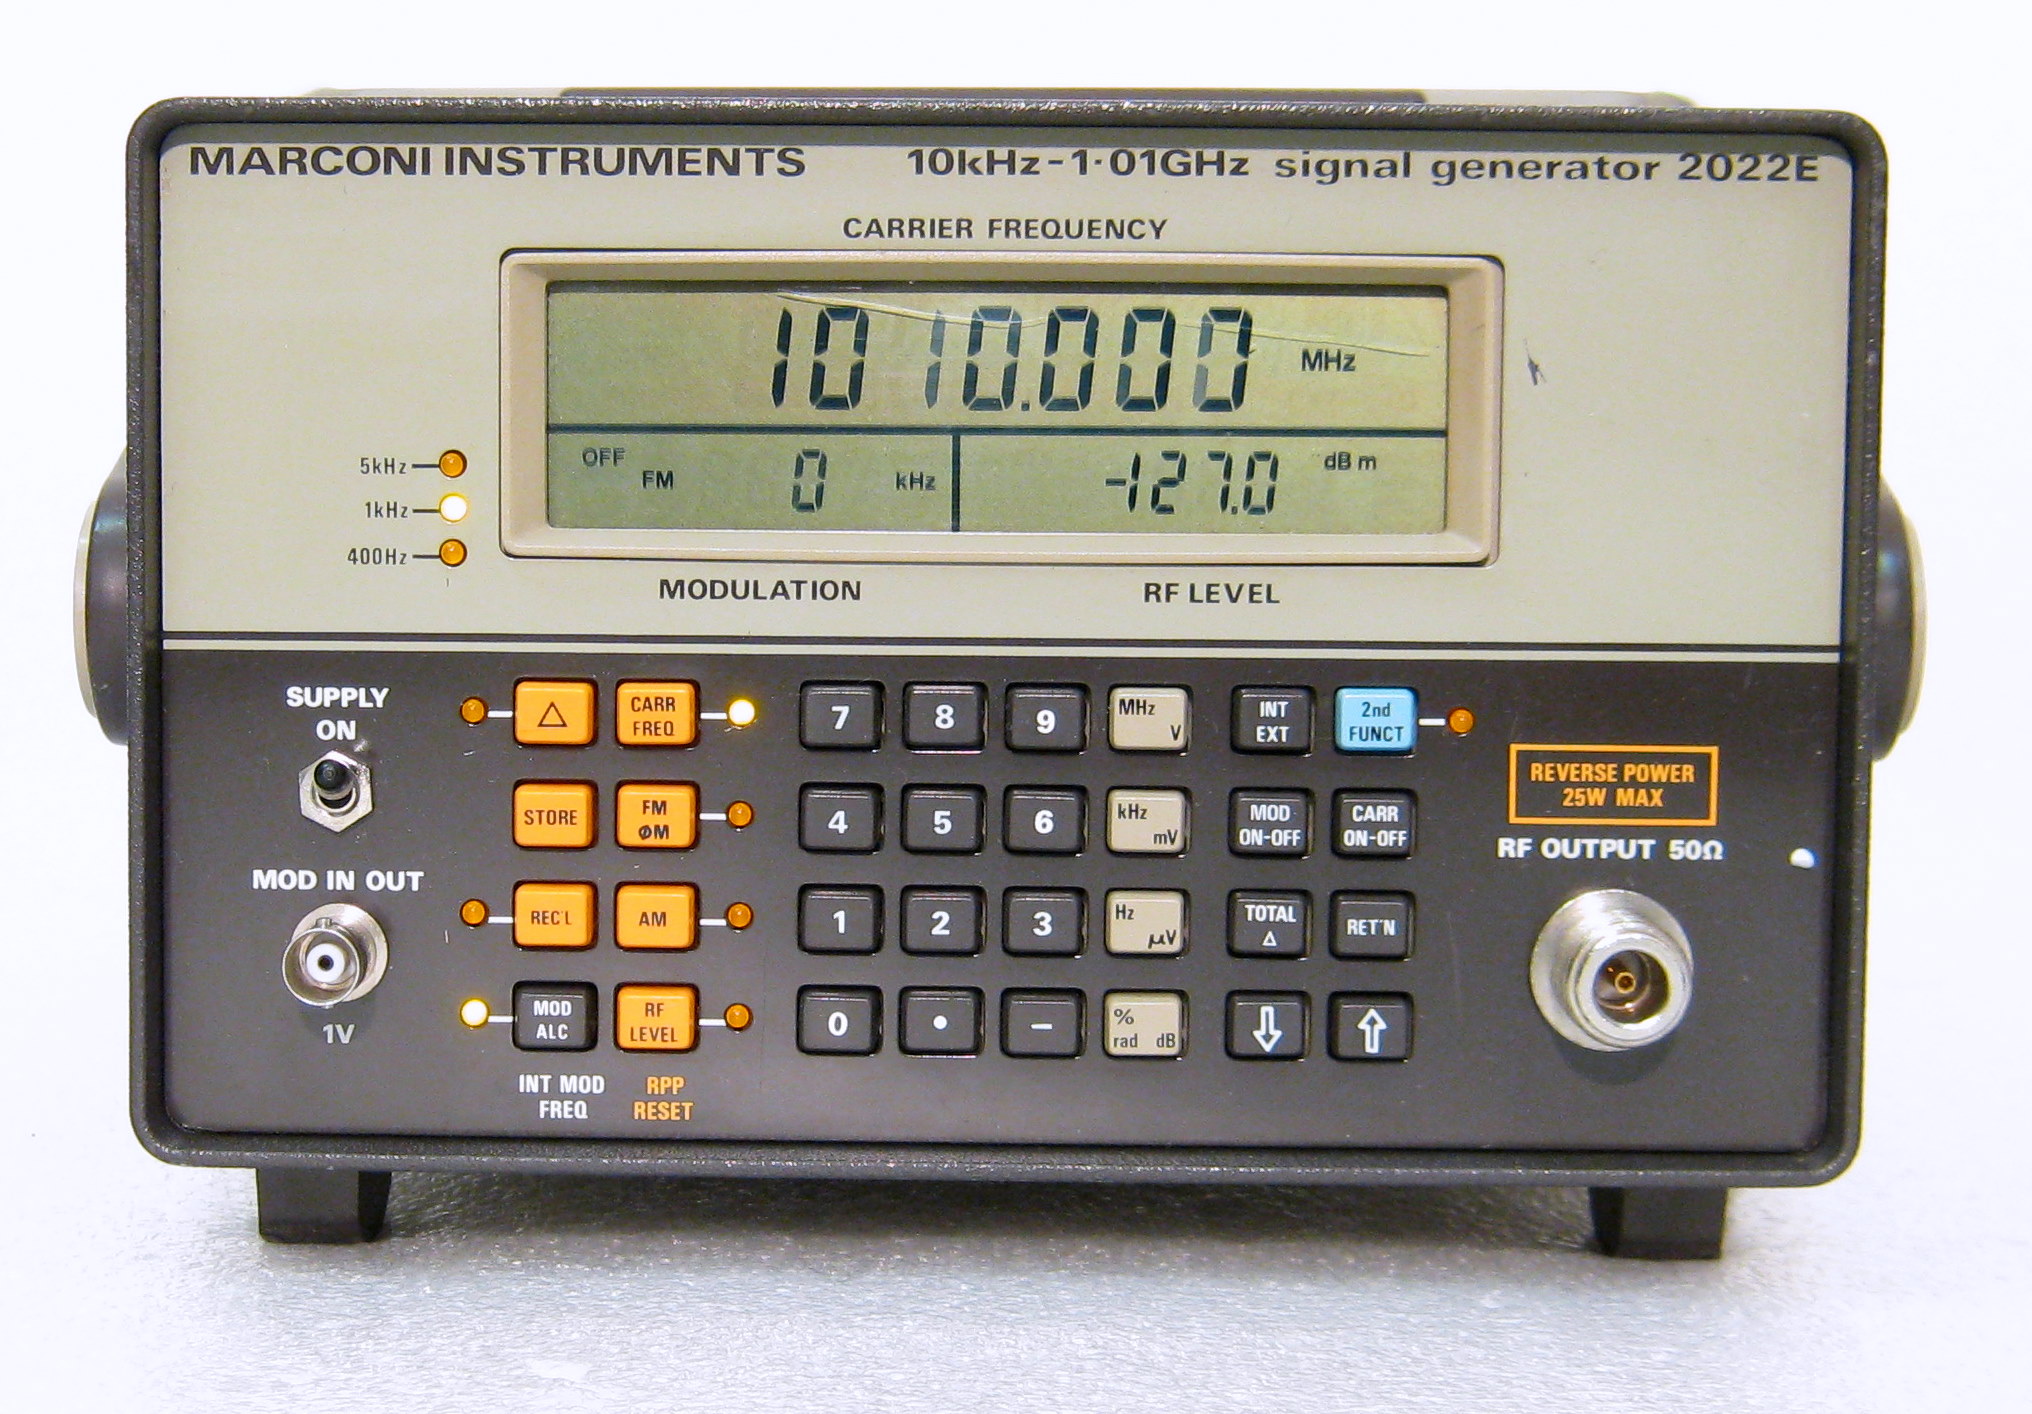 MARCONI INSTRUMENTS 10kHz-1·01GHz signal generator 2022E
CARRIER FREQUENCY
1010.000 MHz
OFF FM 0 kHz -127.0 dBm
5kHz
1kHz
400Hz
MODULATION RF LEVEL
SUPPLY
ON
MOD IN OUT
1V
△
CARR
FREQ
STORE
FM
ØM
REC'L
AM
MOD
ALC
RF
LEVEL
INT MOD
FREQ
RPP
RESET
7 8 9
MHz
V
4 5 6
kHz
mV
1 2 3
Hz
µV
0 • −
%
rad dB
INT
EXT
2nd
FUNCT
MOD
ON-OFF
CARR
ON-OFF
TOTAL
△
RET'N
⇩ ⇧
REVERSE POWER
25W MAX
RF OUTPUT 50Ω